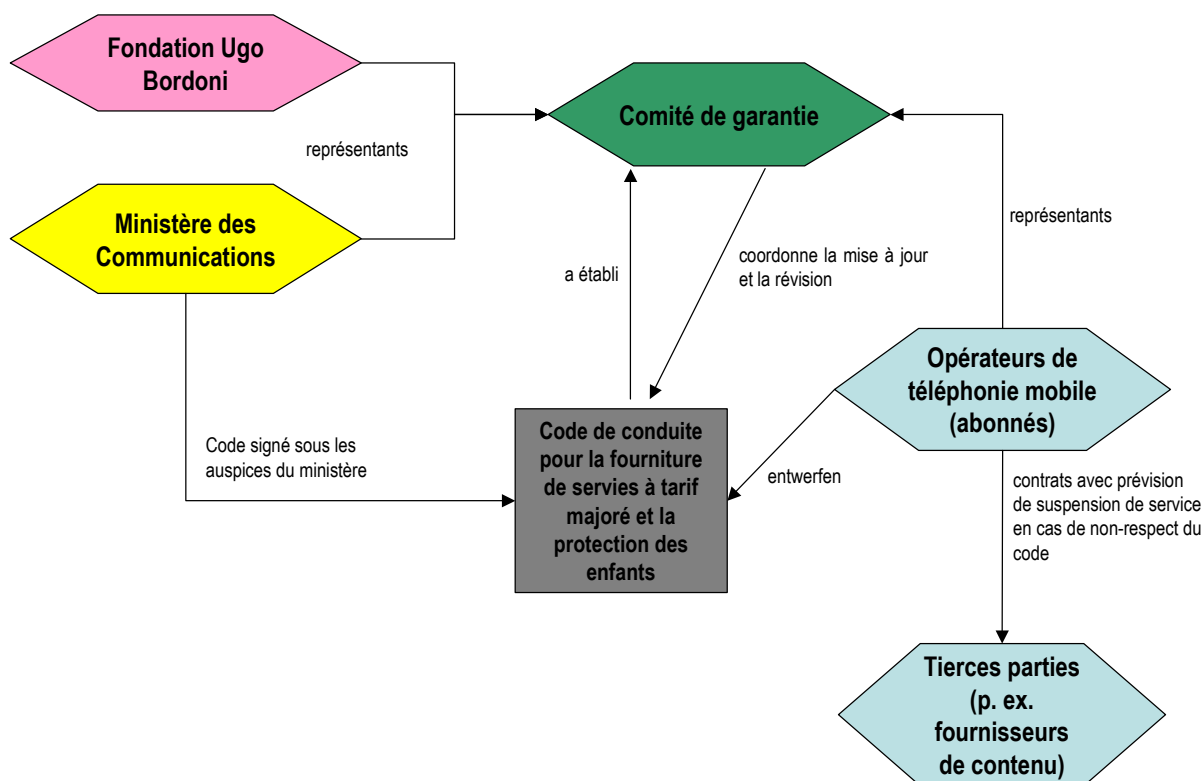 Fondation Ugo
Bordoni
Comité de garantie
représentants
Ministère des
Communications
représentants
a établi
coordonne la mise à jour
et la révision
Opérateurs de
téléphonie mobile
(abonnés)
Code signé sous les
auspices du ministère
Code de conduite
pour la fourniture
de servies à tarif
majoré et la
protection des
enfants
entwerfen
contrats avec prévision
de suspension de service
en cas de non-respect du
code
Tierces parties
(p. ex.
fournisseurs
de contenu)